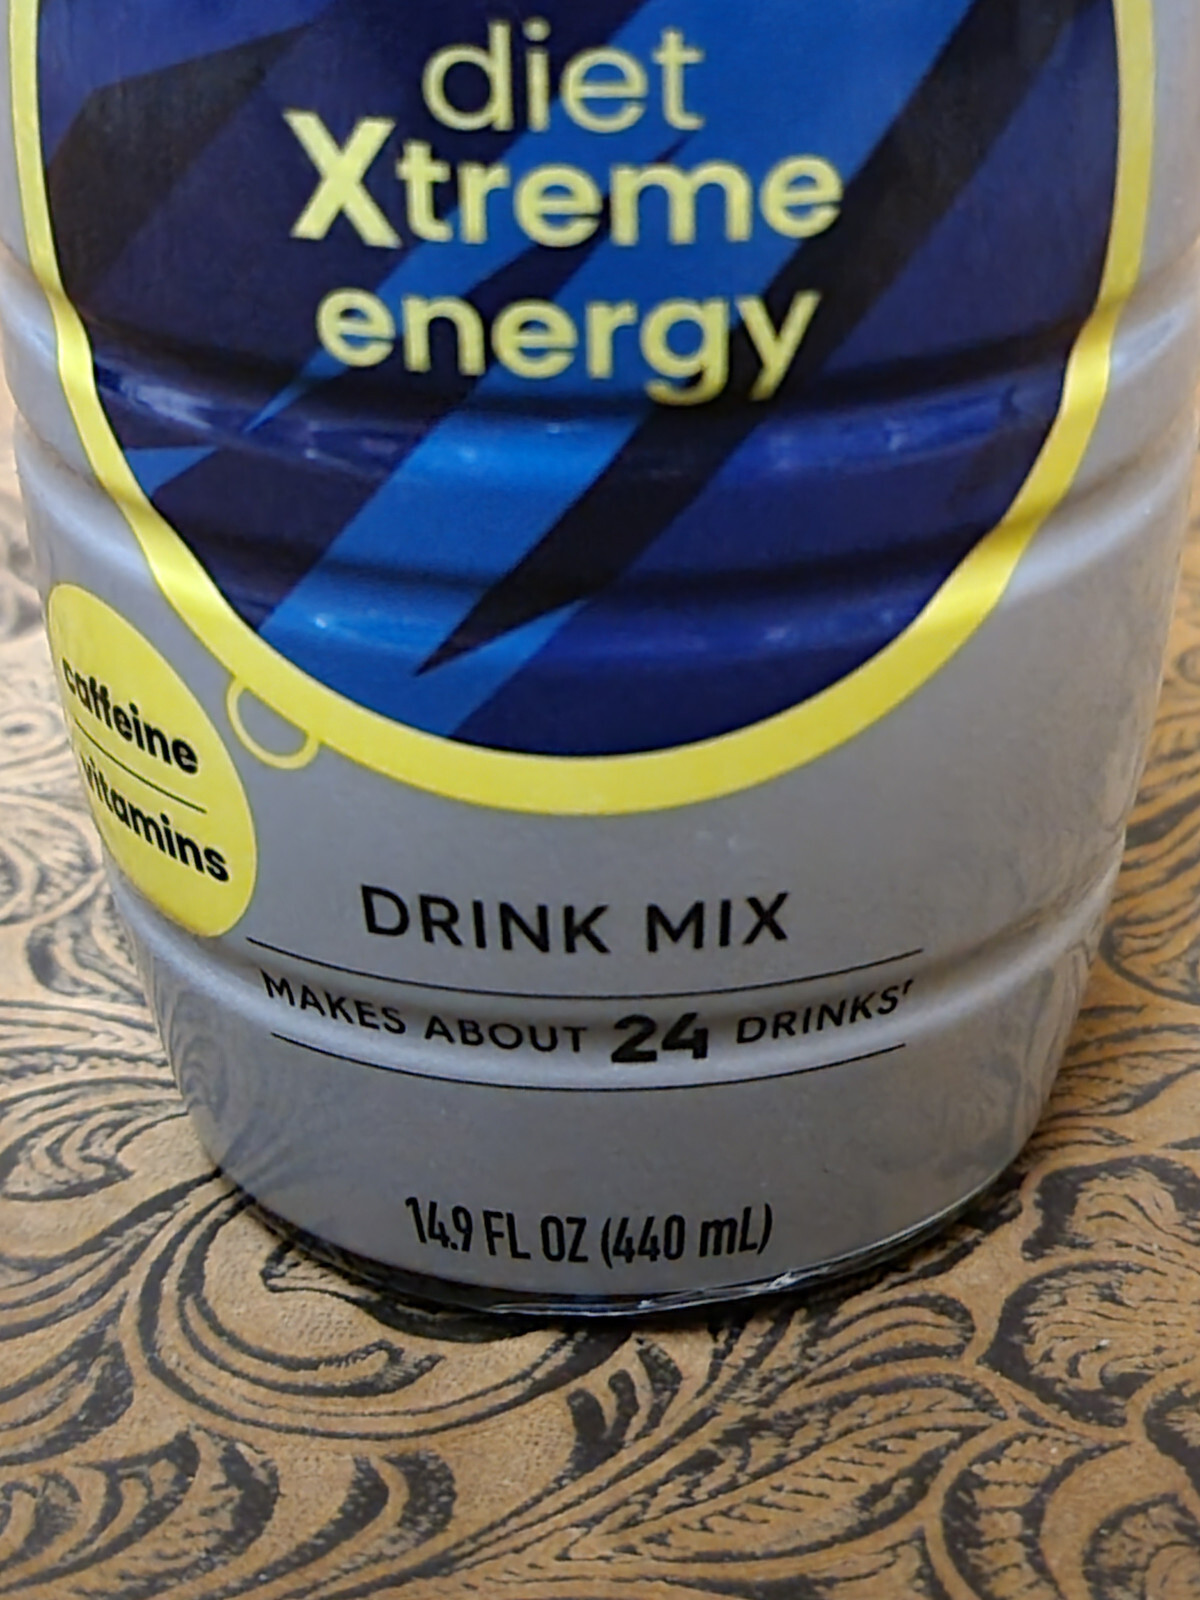 diet
Xtreme
energy
caffeine
vitamins
DRINK MIX
MAKES ABOUT 24 DRINKS†
14.9 FL OZ (440 mL)